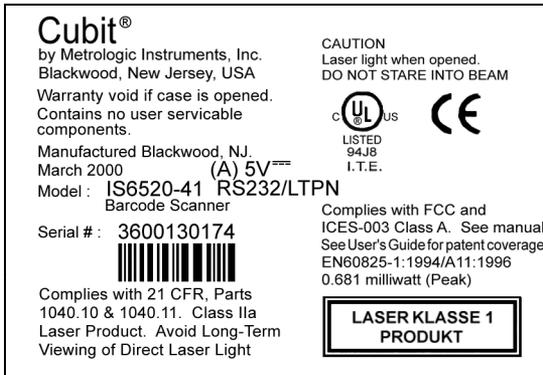 Cubit®
by Metrologic Instruments, Inc.
Blackwood, New Jersey, USA
Warranty void if case is opened.
Contains no user servicable
components.
Manufactured Blackwood, NJ.
March 2000 (A) 5V⎓
Model : IS6520-41 RS232/LTPN
Barcode Scanner
Serial # : 3600130174
Complies with 21 CFR, Parts
1040.10 & 1040.11. Class IIa
Laser Product. Avoid Long-Term
Viewing of Direct Laser Light
CAUTION
Laser light when opened.
DO NOT STARE INTO BEAM
C UL® US
CE
LISTED
94J8
I.T.E.
Complies with FCC and
ICES-003 Class A. See manual
See User's Guide for patent coverage
EN60825-1:1994/A11:1996
0.681 milliwatt (Peak)
LASER KLASSE 1
PRODUKT